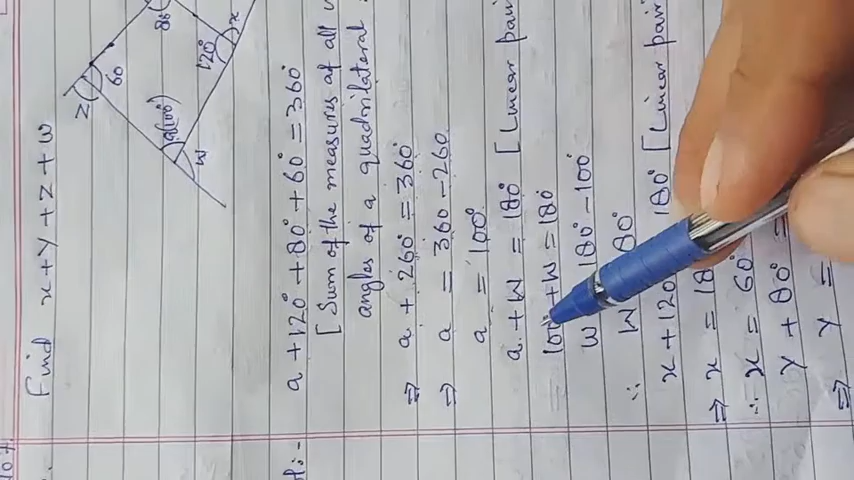 Find x+y+z+w
Z
60
80
120°
x
a(100°)
w
a+120°+80°+60°=360°
[Sum of the measures of all
angles of a quadrilateral
⇒ a + 260° = 360°
⇒ a = 360 - 260
a = 100°
a + w = 180° [Linear pair
100 + w = 180
w 180° - 100°
∴ w 80°
x + 120 180° [Linear pair
⇒ x = 18
∴ x = 60°
y + 80° =
⇒ y =